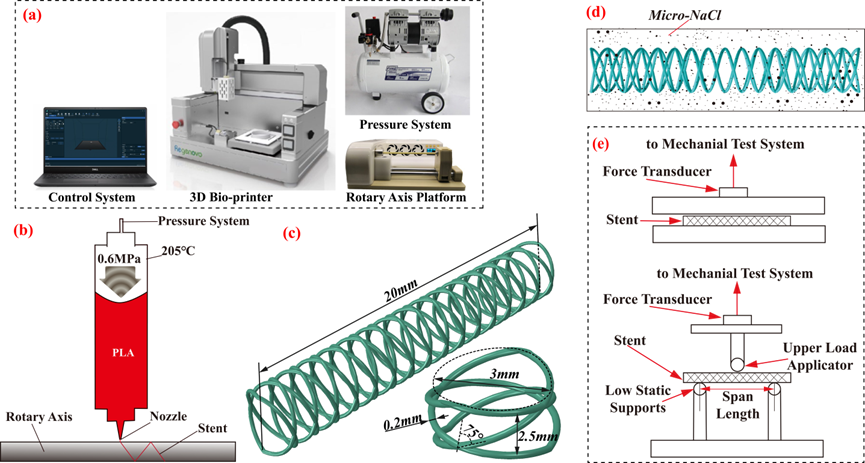 (a)
Pressure System
Regenovo
Control System
3D Bio-printer
Rotary Axis Platform
(b)
Pressure System
205℃
0.6MPa
PLA
Nozzle
Rotary Axis
Stent
(c)
20mm
3mm
0.2mm
75°
2.5mm
(d)
Micro-NaCl
(e)
to Mechanial Test System
Force Transducer
Stent
to Mechanial Test System
Force Transducer
Stent
Upper Load
Applicator
Low Static
Supports
Span
Length